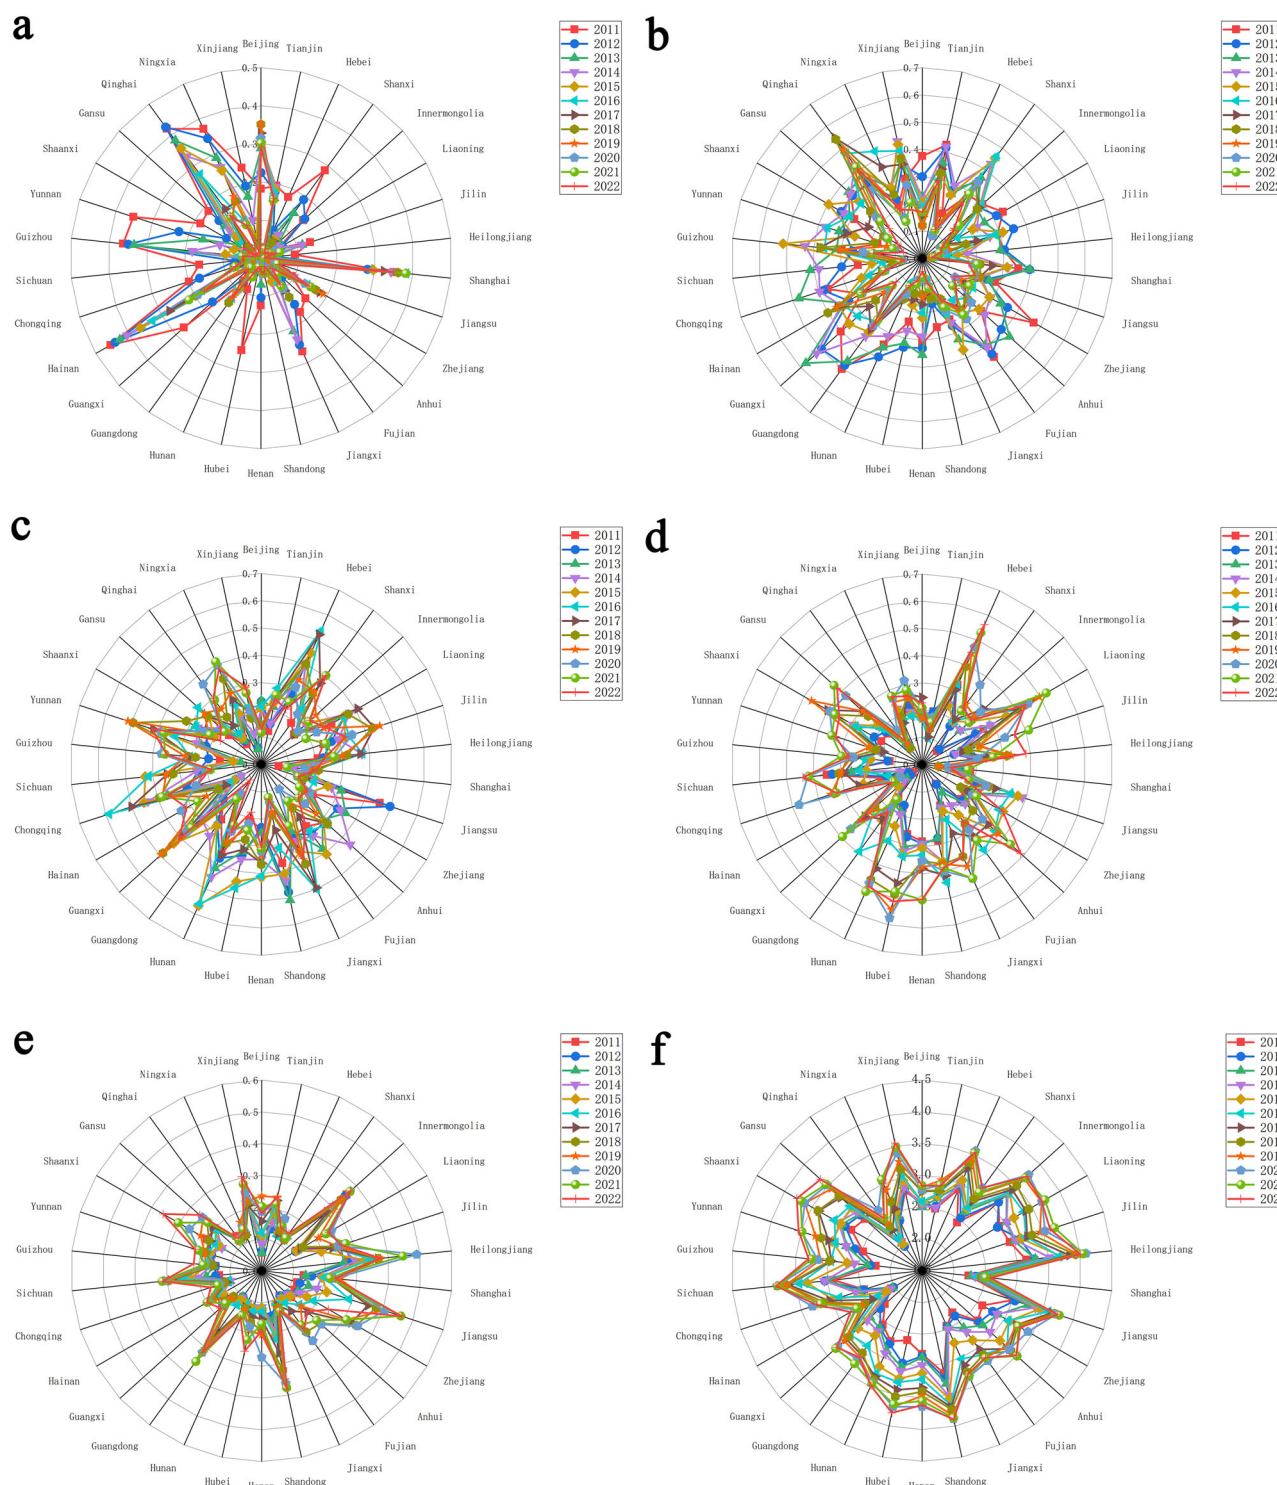 a
Beijing
Tianjin
Hebei
Shanxi
Innermongolia
Liaoning
Jilin
Heilongjiang
Shanghai
Jiangsu
Zhejiang
Anhui
Fujian
Jiangxi
Shandong
Henan
Hubei
Hunan
Guangdong
Guangxi
Hainan
Chongqing
Sichuan
Guizhou
Yunnan
Shaanxi
Gansu
Qinghai
Ningxia
Xinjiang
0.5
0.4
0.3
2011
2012
2013
2014
2015
2016
2017
2018
2019
2020
2021
2022
b
Beijing
Tianjin
Hebei
Shanxi
Innermongolia
Liaoning
Jilin
Heilongjiang
Shanghai
Jiangsu
Zhejiang
Anhui
Fujian
Jiangxi
Shandong
Henan
Hubei
Hunan
Guangdong
Guangxi
Hainan
Chongqing
Sichuan
Guizhou
Yunnan
Shaanxi
Gansu
Qinghai
Ningxia
Xinjiang
0.7
0.6
0.5
c
Beijing
Tianjin
Hebei
Shanxi
Innermongolia
Liaoning
Jilin
Heilongjiang
Shanghai
Jiangsu
Zhejiang
Anhui
Fujian
Jiangxi
Shandong
Henan
Hubei
Hunan
Guangdong
Guangxi
Hainan
Chongqing
Sichuan
Guizhou
Yunnan
Shaanxi
Gansu
Qinghai
Ningxia
Xinjiang
0.7
0.6
0.5
0.4
0.3
2011
2012
2013
2014
2015
2016
2017
2018
2019
2020
2021
2022
d
Beijing
Tianjin
Hebei
Shanxi
Innermongolia
Liaoning
Jilin
Heilongjiang
Shanghai
Jiangsu
Zhejiang
Anhui
Fujian
Jiangxi
Shandong
Henan
Hubei
Hunan
Guangdong
Guangxi
Hainan
Chongqing
Sichuan
Guizhou
Yunnan
Shaanxi
Gansu
Qinghai
Ningxia
Xinjiang
0.7
0.6
0.5
0.4
0.3
e
Beijing
Tianjin
Hebei
Shanxi
Innermongolia
Liaoning
Jilin
Heilongjiang
Shanghai
Jiangsu
Zhejiang
Anhui
Fujian
Jiangxi
Shandong
Hubei
Hunan
Guangdong
Guangxi
Hainan
Chongqing
Sichuan
Guizhou
Yunnan
Shaanxi
Gansu
Qinghai
Ningxia
Xinjiang
0.6
0.5
0.4
0.3
2011
2012
2013
2014
2015
2016
2017
2018
2019
2020
2021
2022
f
Beijing
Tianjin
Hebei
Shanxi
Innermongolia
Liaoning
Jilin
Heilongjiang
Shanghai
Jiangsu
Zhejiang
Anhui
Fujian
Jiangxi
Shandong
Hubei
Hunan
Guangdong
Guangxi
Hainan
Chongqing
Sichuan
Guizhou
Yunnan
Shaanxi
Gansu
Qinghai
Ningxia
Xinjiang
4.5
4.0
3.5
2.0